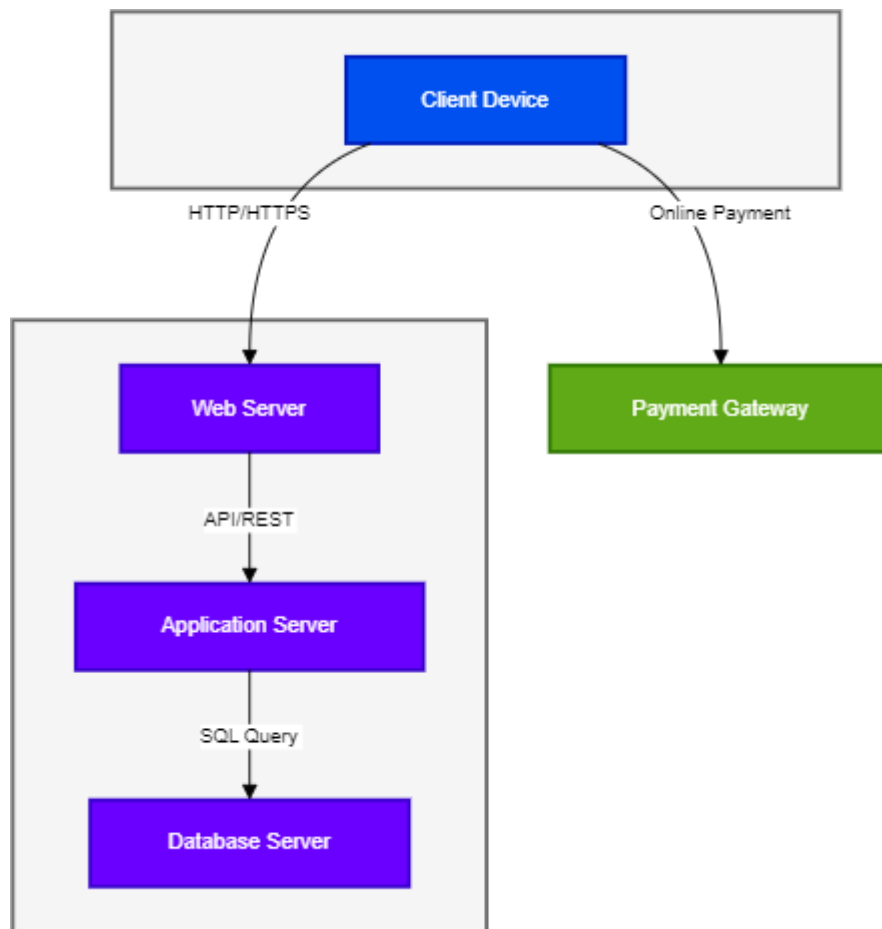 Client Device
HTTP/HTTPS
Online Payment
Web Server
Payment Gateway
API/REST
Application Server
SQL Query
Database Server